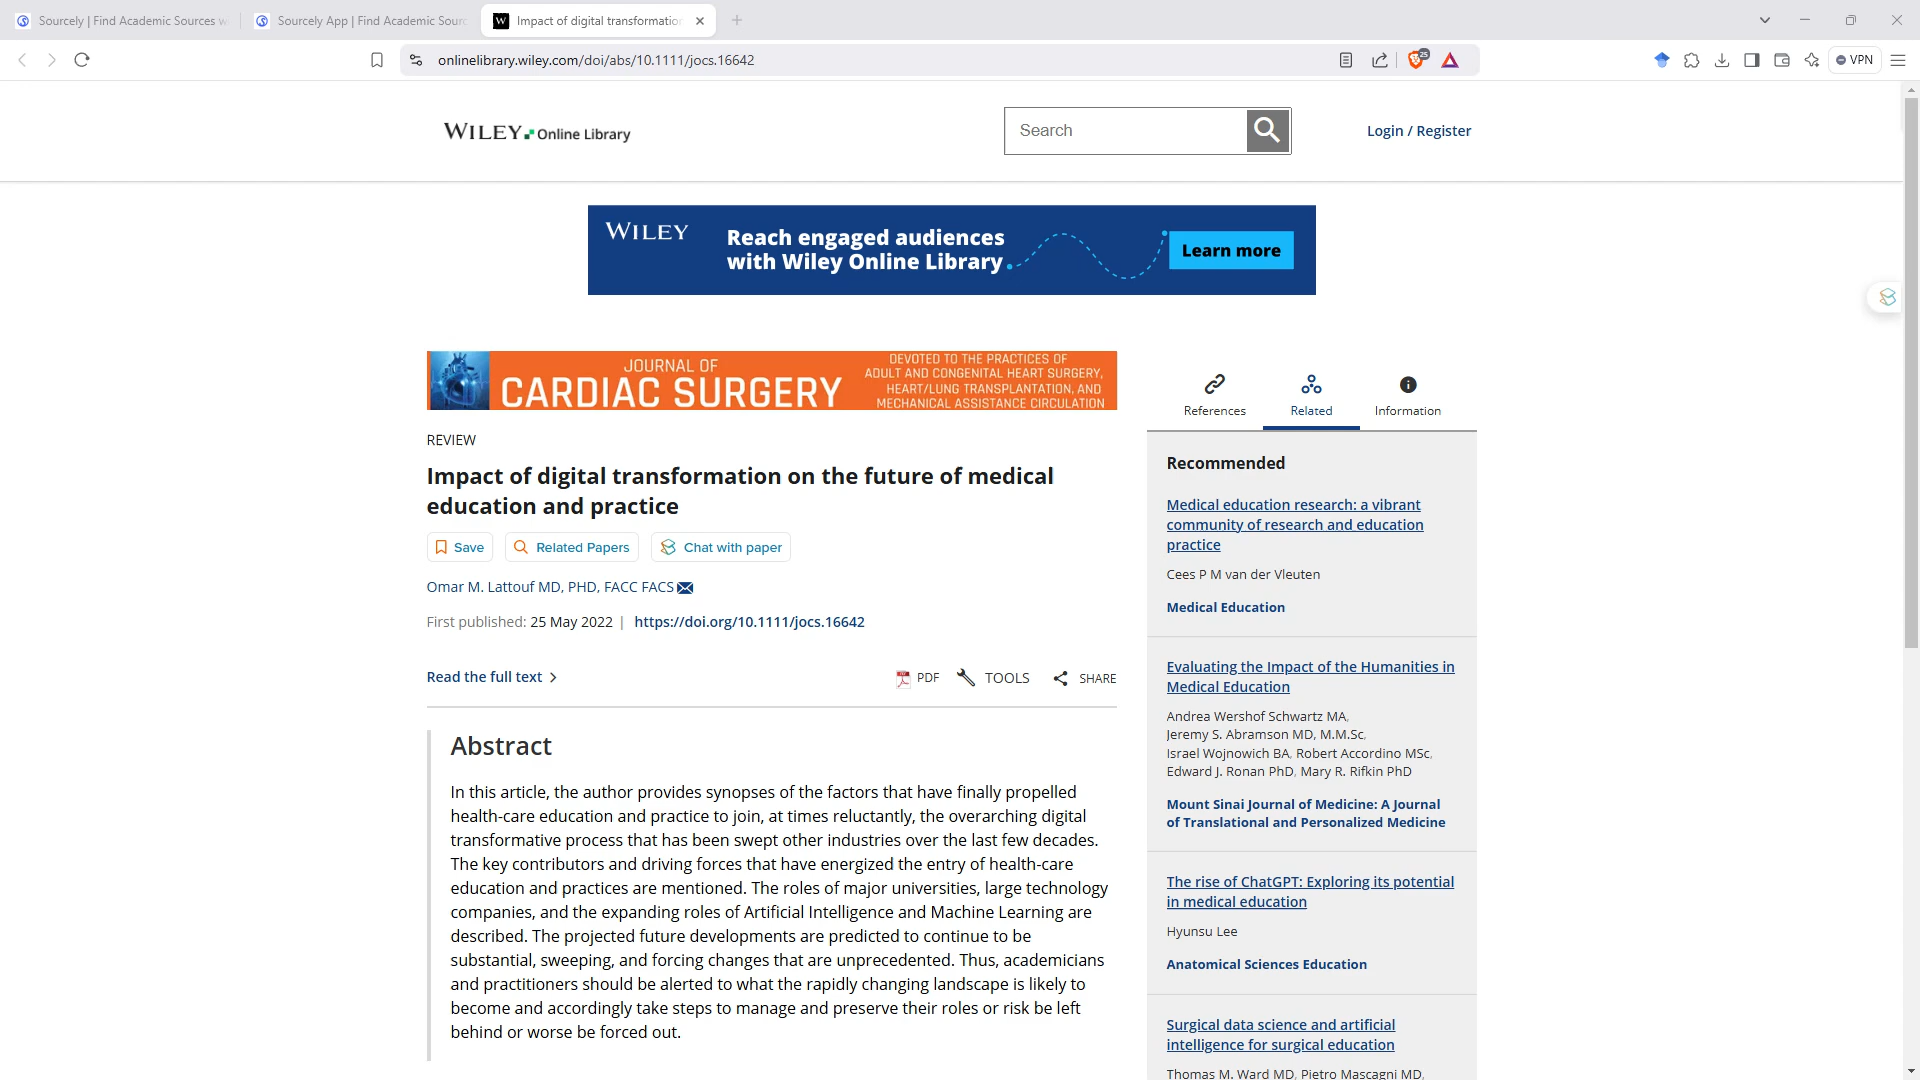 Sourcely | Find Academic Sources w
Sourcely App | Find Academic Sourc
Impact of digital transformation
onlinelibrary.wiley.com/doi/abs/10.1111/jocs.16642
25
VPN
WILEY Online Library
Search
Login / Register
WILEY
Reach engaged audiences
with Wiley Online Library
Learn more
JOURNAL OF
CARDIAC SURGERY
DEVOTED TO THE PRACTICES OF
ADULT AND CONGENITAL HEART SURGERY,
HEART/LUNG TRANSPLANTATION, AND
MECHANICAL ASSISTANCE CIRCULATION
REVIEW
Impact of digital transformation on the future of medical
education and practice
Save
Related Papers
Chat with paper
Omar M. Lattouf MD, PHD, FACC FACS
First published: 25 May 2022 | https://doi.org/10.1111/jocs.16642
Read the full text
PDF
TOOLS
SHARE
Abstract
In this article, the author provides synopses of the factors that have finally propelled
health-care education and practice to join, at times reluctantly, the overarching digital
transformative process that has been swept other industries over the last few decades.
The key contributors and driving forces that have energized the entry of health-care
education and practices are mentioned. The roles of major universities, large technology
companies, and the expanding roles of Artificial Intelligence and Machine Learning are
described. The projected future developments are predicted to continue to be
substantial, sweeping, and forcing changes that are unprecedented. Thus, academicians
and practitioners should be alerted to what the rapidly changing landscape is likely to
become and accordingly take steps to manage and preserve their roles or risk be left
behind or worse be forced out.
References
Related
Information
Recommended
Medical education research: a vibrant
community of research and education
practice
Cees P M van der Vleuten
Medical Education
Evaluating the Impact of the Humanities in
Medical Education
Andrea Wershof Schwartz MA,
Jeremy S. Abramson MD, M.M.Sc,
Israel Wojnowich BA, Robert Accordino MSc,
Edward J. Ronan PhD, Mary R. Rifkin PhD
Mount Sinai Journal of Medicine: A Journal
of Translational and Personalized Medicine
The rise of ChatGPT: Exploring its potential
in medical education
Hyunsu Lee
Anatomical Sciences Education
Surgical data science and artificial
intelligence for surgical education
Thomas M. Ward MD, Pietro Mascagni MD,